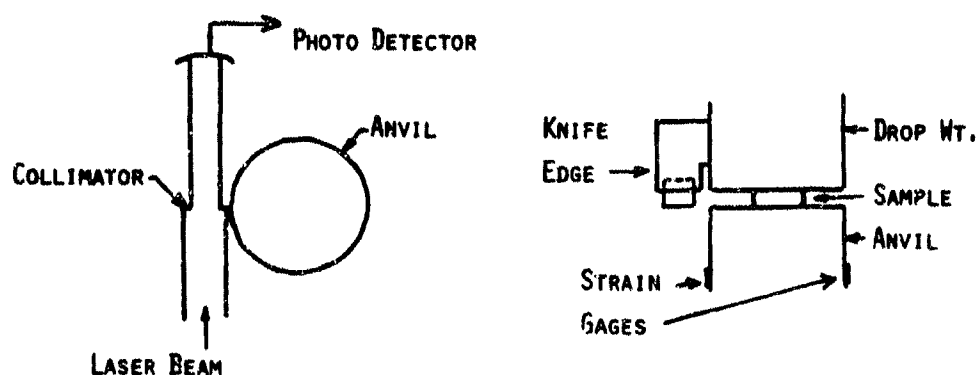 PHOTO DETECTOR
ANVIL
COLLIMATOR
LASER BEAM
KNIFE
EDGE
DROP WT.
SAMPLE
ANVIL
STRAIN
GAGES